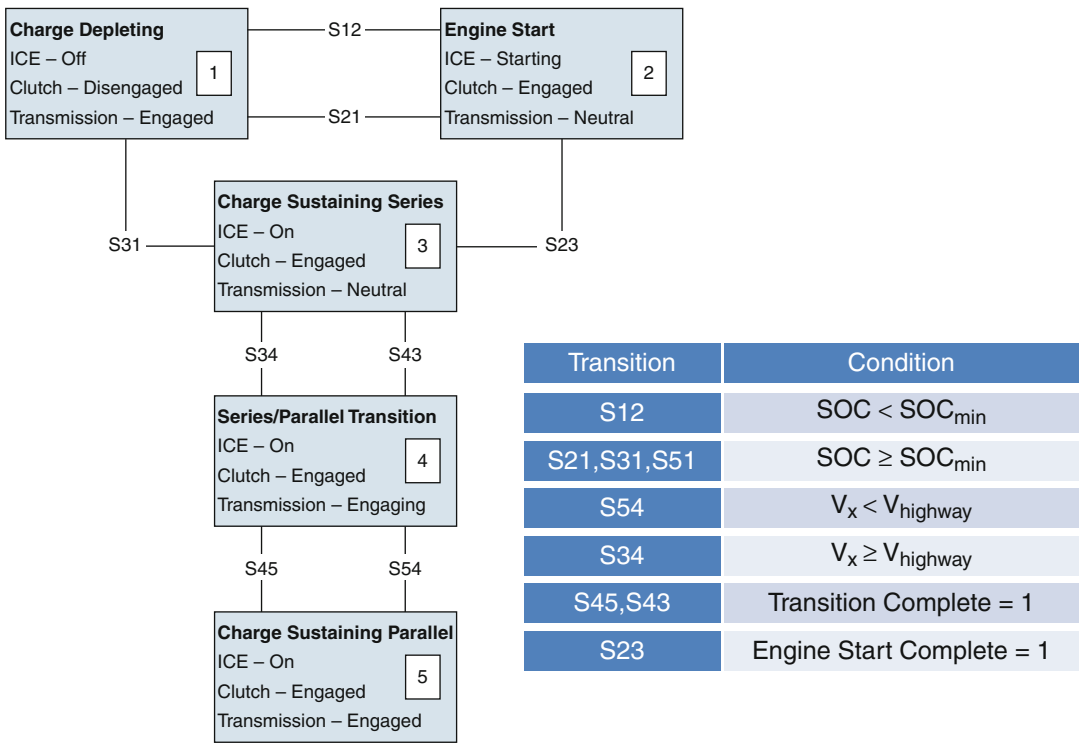 Charge Depleting
ICE – Off
Clutch – Disengaged
Transmission – Engaged
1
S12
S21
Engine Start
ICE – Starting
Clutch – Engaged
Transmission – Neutral
2
S31
Charge Sustaining Series
ICE – On
Clutch – Engaged
Transmission – Neutral
3
S23
S34
S43
Series/Parallel Transition
ICE – On
Clutch – Engaged
Transmission – Engaging
4
S45
S54
Charge Sustaining Parallel
ICE – On
Clutch – Engaged
Transmission – Engaged
5
Transition Condition
S12 SOC < SOCmin
S21,S31,S51 SOC ≥ SOCmin
S54 Vx < Vhighway
S34 Vx ≥ Vhighway
S45,S43 Transition Complete = 1
S23 Engine Start Complete = 1